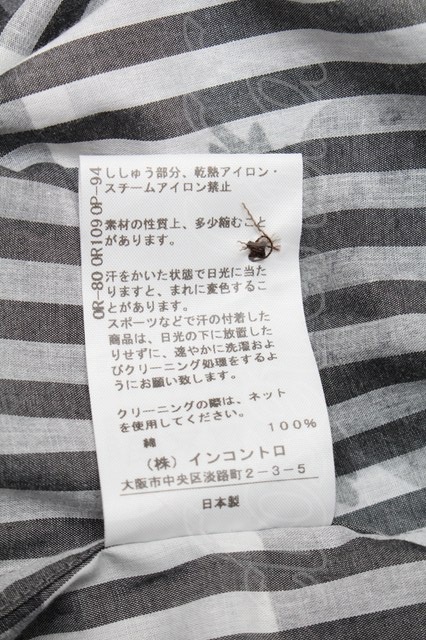 ししゅう部分、乾熱アイロン・
スチームアイロン禁止
素材の性質上、多少縮むこ
があります。
汗をかいた状態で日光に当た
りますと、まれに変色するこ
とがあります。
スポーツなどで汗の付着した
商品は、日光の下に放置した
りせずに、速やかに洗濯およ
びクリーニング処理をするよ
うにお願い致します。
クリーニングの際は、ネット
を使用してください。
綿 100%
(株)インコントロ
大阪市中央区淡路町2-3-5
日本製
OR-80 OR109 OP-94